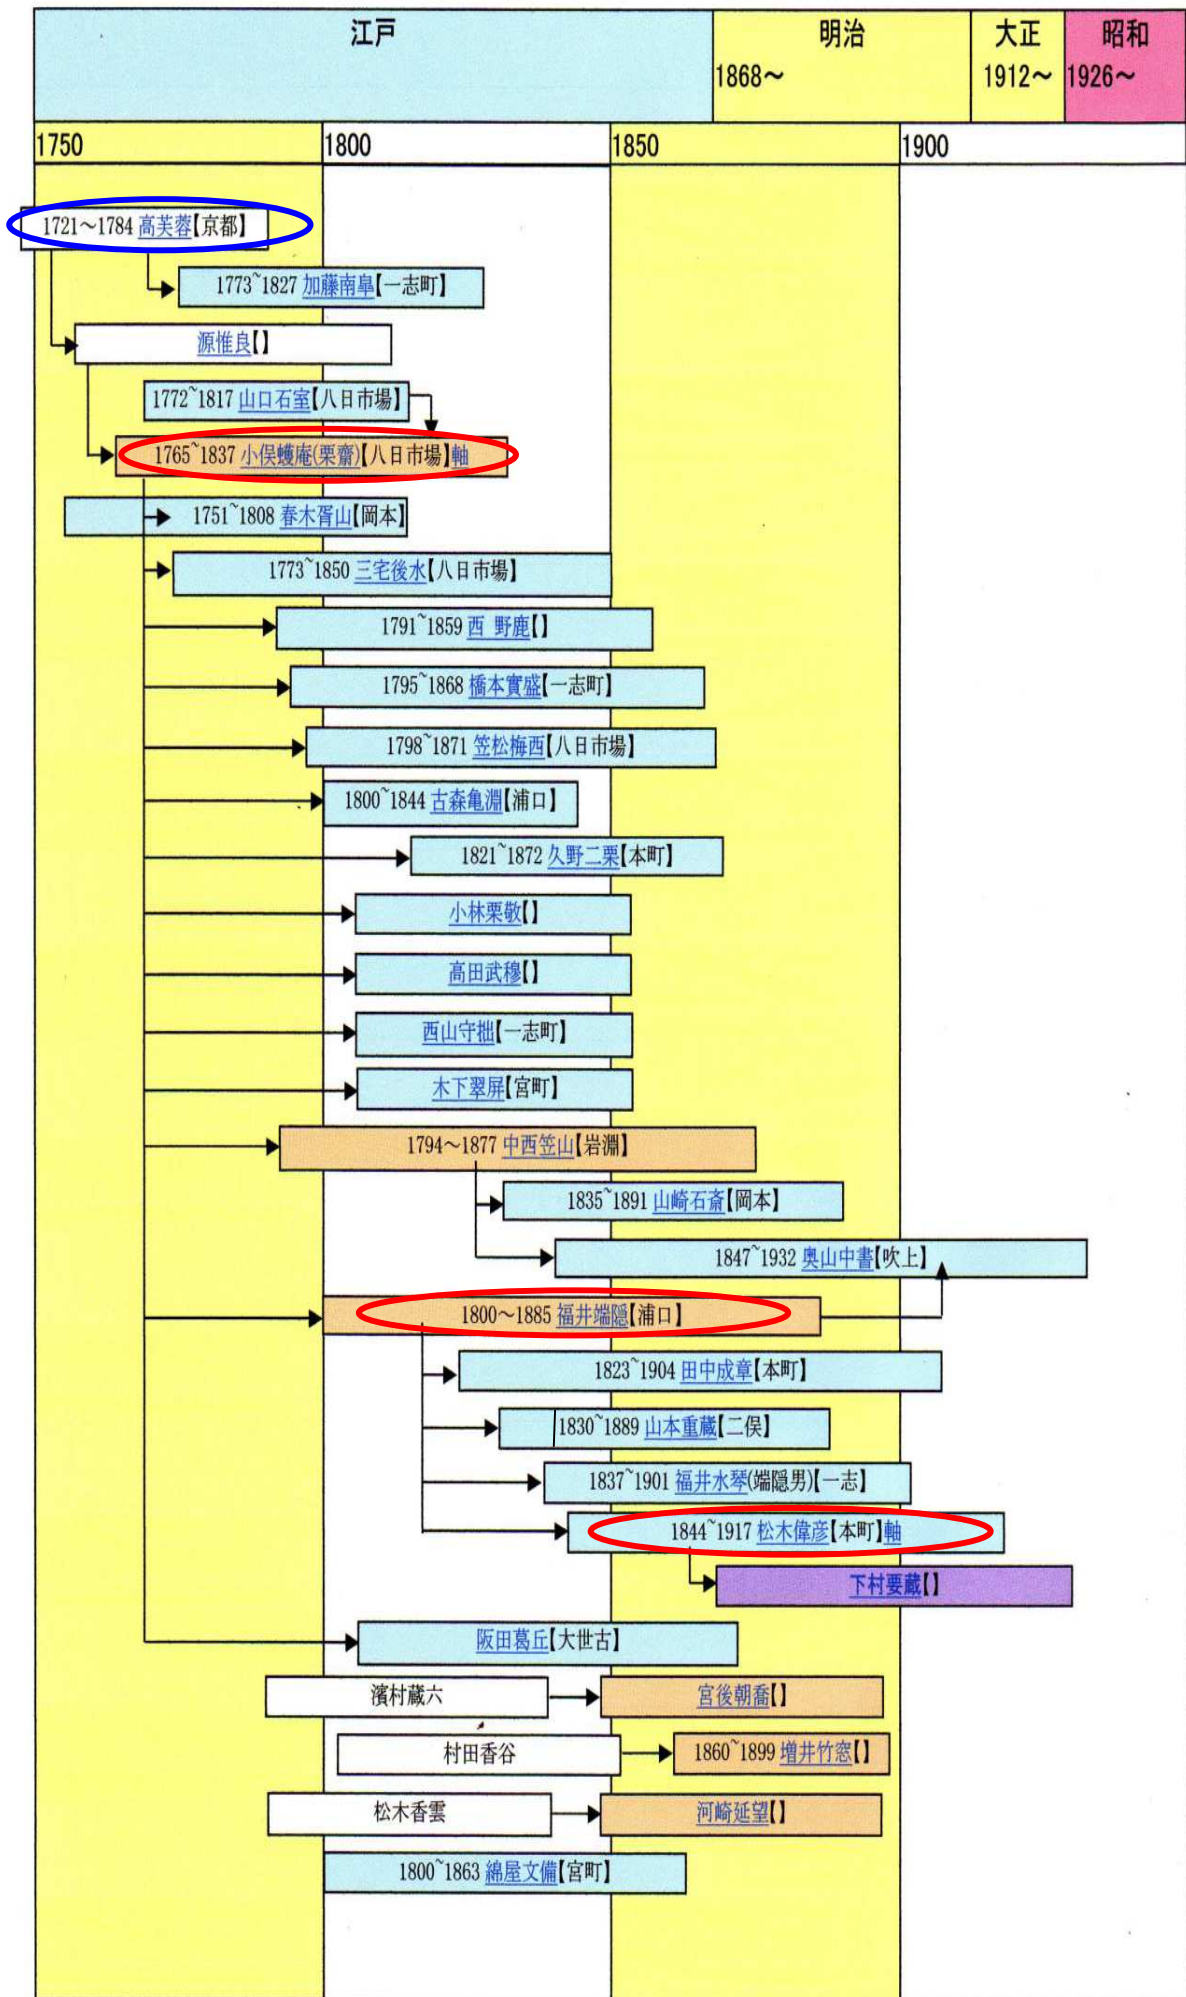 江戸
明治
大正
昭和
1868～
1912～
1926～
1750
1800
1850
1900
1721～1784 高芙蓉【京都】
1773~1827 加藤南皐【一志町】
源惟良【】
1772~1817 山口石室【八日市場】
1765~1837 小俣蠖庵(栗齋)【八日市場】軸
1751~1808 春木胥山【岡本】
1773~1850 三宅後水【八日市場】
1791~1859 西 野鹿【】
1795~1868 橋本實盛【一志町】
1798~1871 笠松梅西【八日市場】
1800~1844 古森亀淵【浦口】
1821~1872 久野二栗【本町】
小林栗敬【】
高田武穆【】
西山守拙【一志町】
木下翠屏【宮町】
1794～1877 中西笠山【岩淵】
1835~1891 山崎石斎【岡本】
1847~1932 奥山中書【吹上】
1800～1885 福井端隠【浦口】
1823~1904 田中成章【本町】
1830~1889 山本重蔵【二俣】
1837~1901 福井水琴(端隠男)【一志】
1844~1917 松木偉彦【本町】軸
下村要蔵【】
阪田葛丘【大世古】
濱村蔵六
宮後朝喬【】
村田香谷
1860~1899 増井竹窓【】
松木香雲
河崎延望【】
1800~1863 綿屋文備【宮町】